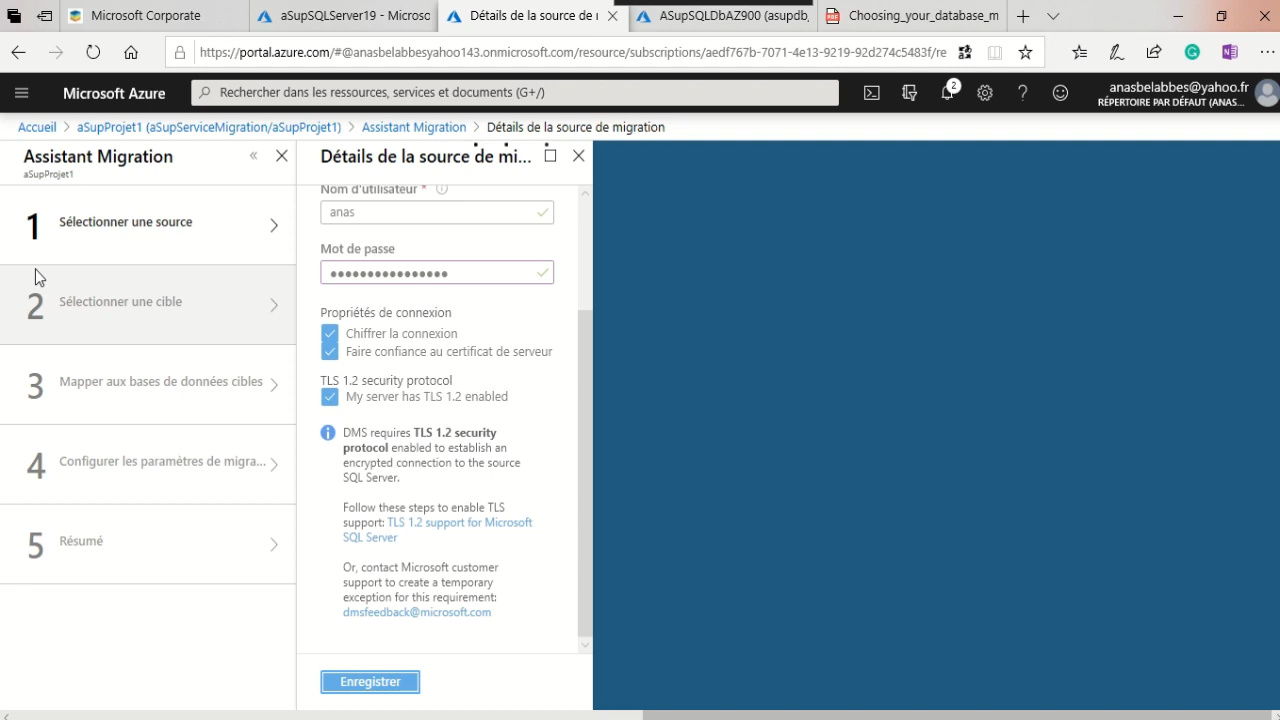 Microsoft Corporate
aSupSQLServer19 - Microso
Détails de la source de
ASupSQLDbAZ900 (asupdb,
Choosing_your_database_m
https://portal.azure.com/#@anasbelabbesyahoo143.onmicrosoft.com/resource/subscriptions/aedf767b-7071-4e13-9219-92d274c5483f/re
Microsoft Azure
Rechercher dans les ressources, services et documents (G+/)
2
anasbelabbes@yahoo.fr
RÉPERTOIRE PAR DÉFAUT (ANAS...
Accueil > aSupProjet1 (aSupServiceMigration/aSupProjet1) > Assistant Migration > Détails de la source de migration
Assistant Migration
aSupProjet1
1 Sélectionner une source
2 Sélectionner une cible
3 Mapper aux bases de données cibles
4 Configurer les paramètres de migra...
5 Résumé
Détails de la source de mi...
Nom d'utilisateur *
anas
Mot de passe
Propriétés de connexion
Chiffrer la connexion
Faire confiance au certificat de serveur
TLS 1.2 security protocol
My server has TLS 1.2 enabled
DMS requires TLS 1.2 security
protocol enabled to establish an
encrypted connection to the source
SQL Server.
Follow these steps to enable TLS
support: TLS 1.2 support for Microsoft
SQL Server
Or, contact Microsoft customer
support to create a temporary
exception for this requirement:
dmsfeedback@microsoft.com
Enregistrer